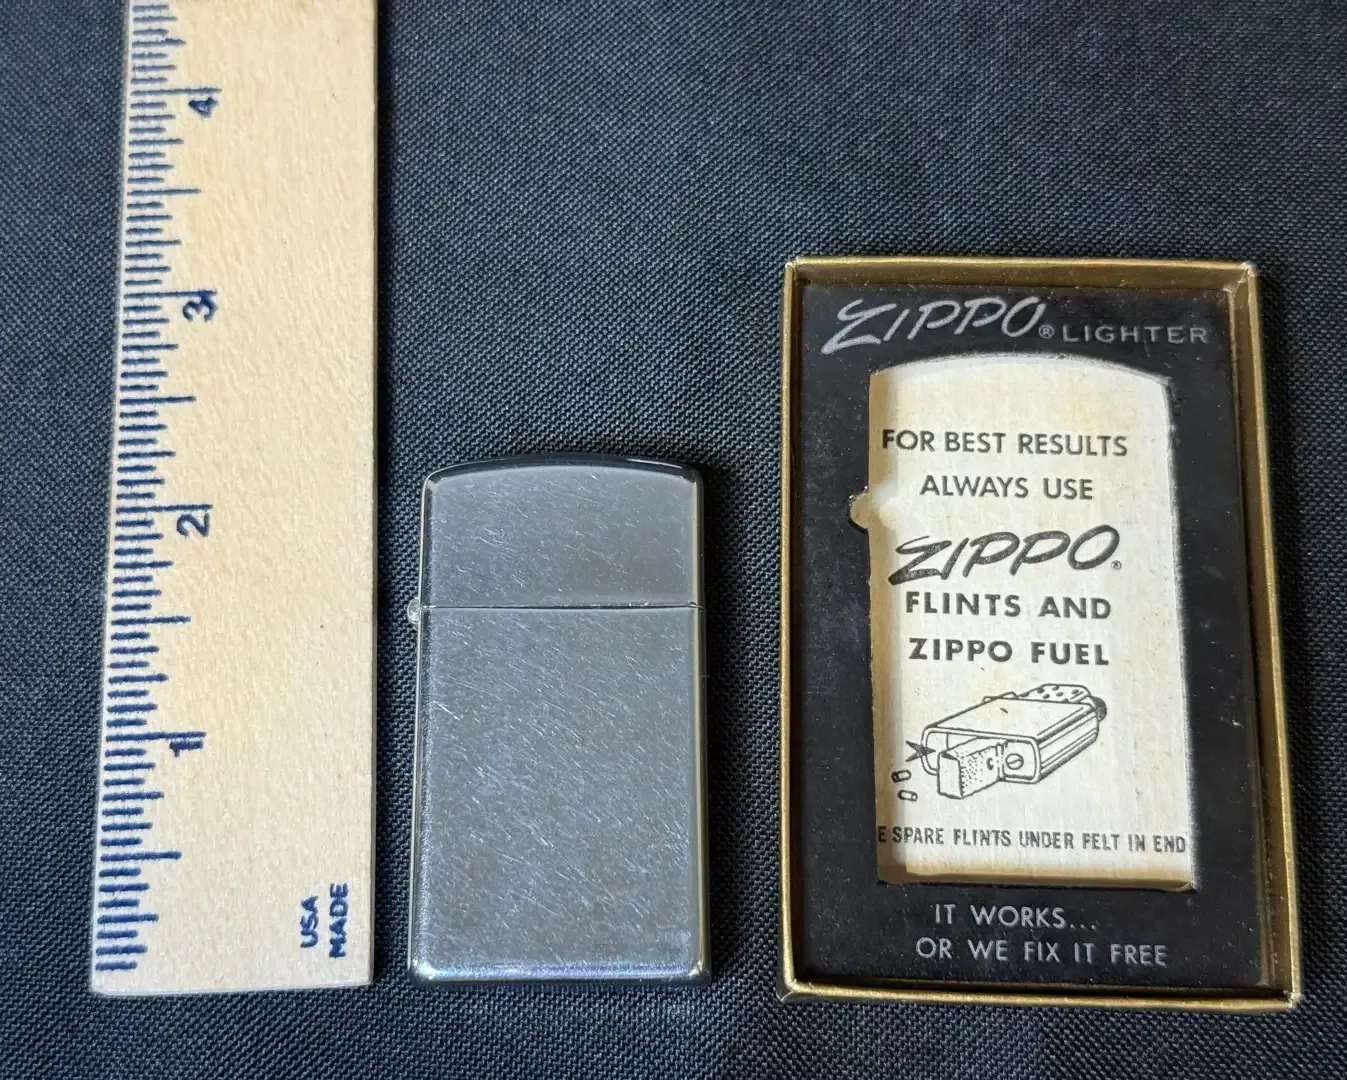 4
3
2
1
USA
MADE
ZIPPO® LIGHTER
FOR BEST RESULTS
ALWAYS USE
ZIPPO®
FLINTS AND
ZIPPO FUEL
E SPARE FLINTS UNDER FELT IN END
IT WORKS...
OR WE FIX IT FREE